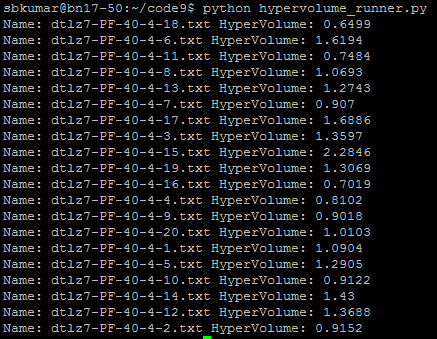 sbkumar@bn17-50:~/code9$ python hypervolume_runner.py
Name: dtlz7-PF-40-4-18.txt HyperVolume: 0.6499
Name: dtlz7-PF-40-4-6.txt HyperVolume: 1.6194
Name: dtlz7-PF-40-4-11.txt HyperVolume: 0.7484
Name: dtlz7-PF-40-4-8.txt HyperVolume: 1.0693
Name: dtlz7-PF-40-4-13.txt HyperVolume: 1.2743
Name: dtlz7-PF-40-4-7.txt HyperVolume: 0.907
Name: dtlz7-PF-40-4-17.txt HyperVolume: 1.6886
Name: dtlz7-PF-40-4-3.txt HyperVolume: 1.3597
Name: dtlz7-PF-40-4-15.txt HyperVolume: 2.2846
Name: dtlz7-PF-40-4-19.txt HyperVolume: 1.3069
Name: dtlz7-PF-40-4-16.txt HyperVolume: 0.7019
Name: dtlz7-PF-40-4-4.txt HyperVolume: 0.8102
Name: dtlz7-PF-40-4-9.txt HyperVolume: 0.9018
Name: dtlz7-PF-40-4-20.txt HyperVolume: 1.0103
Name: dtlz7-PF-40-4-1.txt HyperVolume: 1.0904
Name: dtlz7-PF-40-4-5.txt HyperVolume: 1.2905
Name: dtlz7-PF-40-4-10.txt HyperVolume: 0.9122
Name: dtlz7-PF-40-4-14.txt HyperVolume: 1.43
Name: dtlz7-PF-40-4-12.txt HyperVolume: 1.3688
Name: dtlz7-PF-40-4-2.txt HyperVolume: 0.9152